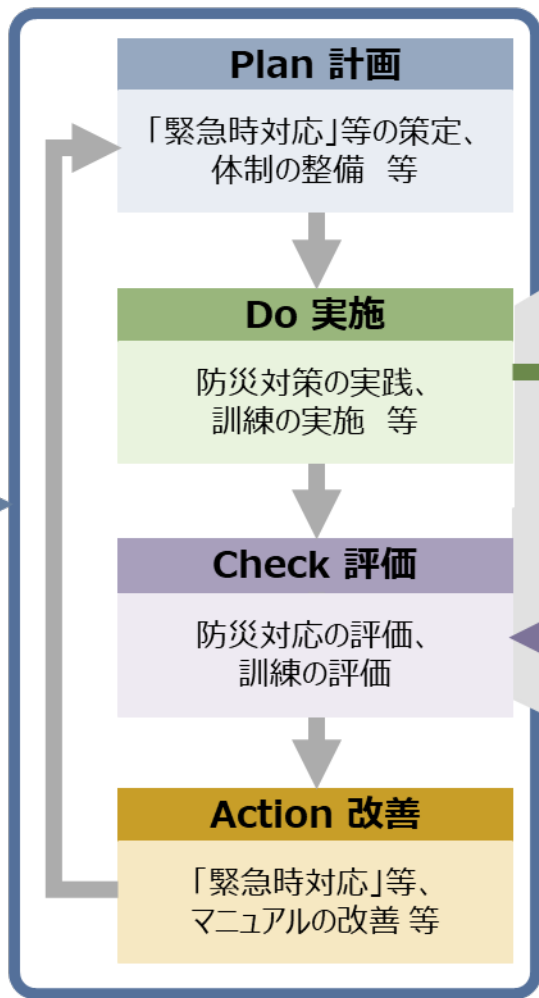 Plan 計画
「緊急時対応」等の策定、
体制の整備 等
Do 実施
防災対策の実践、
訓練の実施 等
Check 評価
防災対応の評価、
訓練の評価
Action 改善
「緊急時対応」等、
マニュアルの改善 等